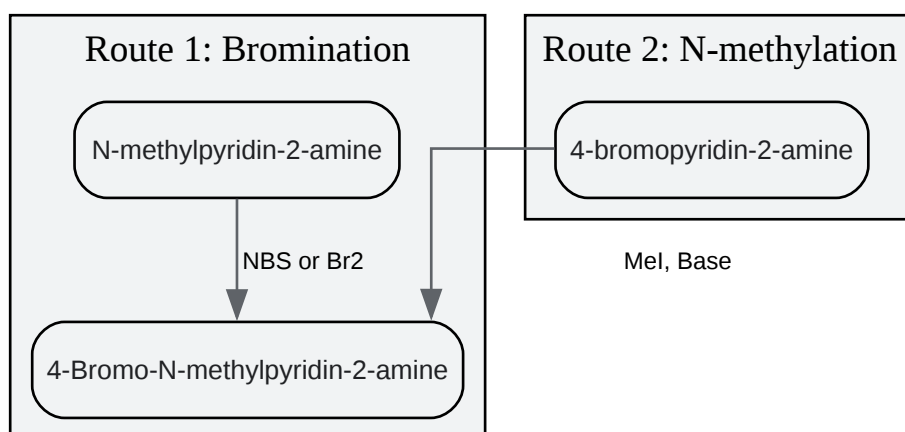 Route 1: Bromination
Route 2: N-methylation
N-methylpyridin-2-amine
4-bromopyridin-2-amine
NBS or Br2
MeI, Base
4-Bromo-N-methylpyridin-2-amine